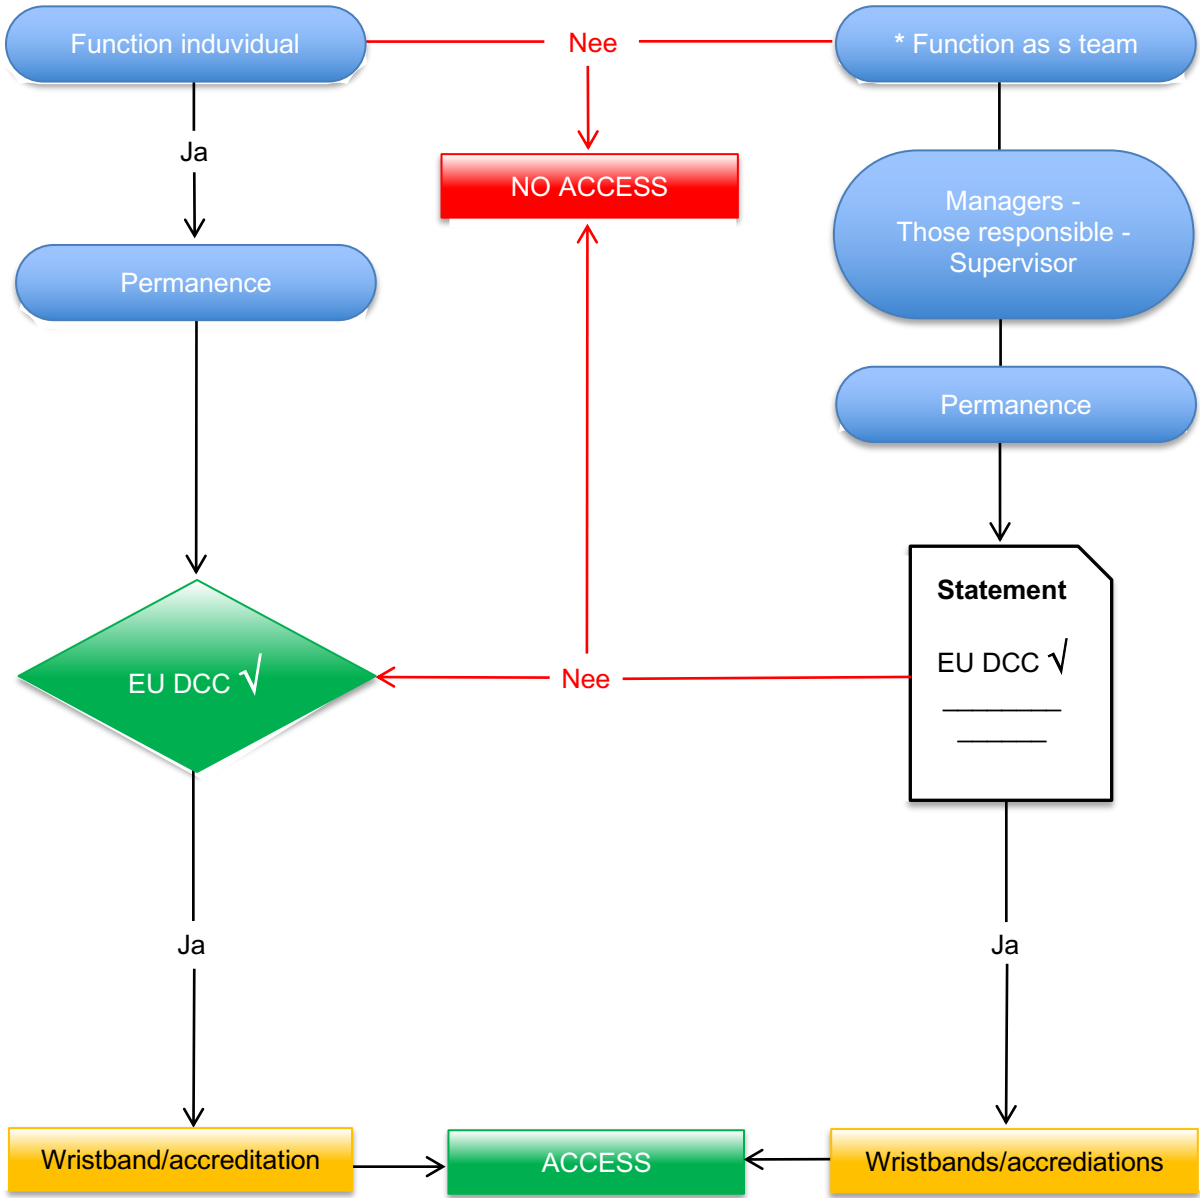 Function induvidual
Nee
* Function as s team
Ja
NO ACCESS
Managers -
Those responsible -
Supervisor
Permanence
Permanence
Statement
EU DCC √
EU DCC √
Nee
Ja
Ja
Wristband/accreditation
ACCESS
Wristbands/accrediations